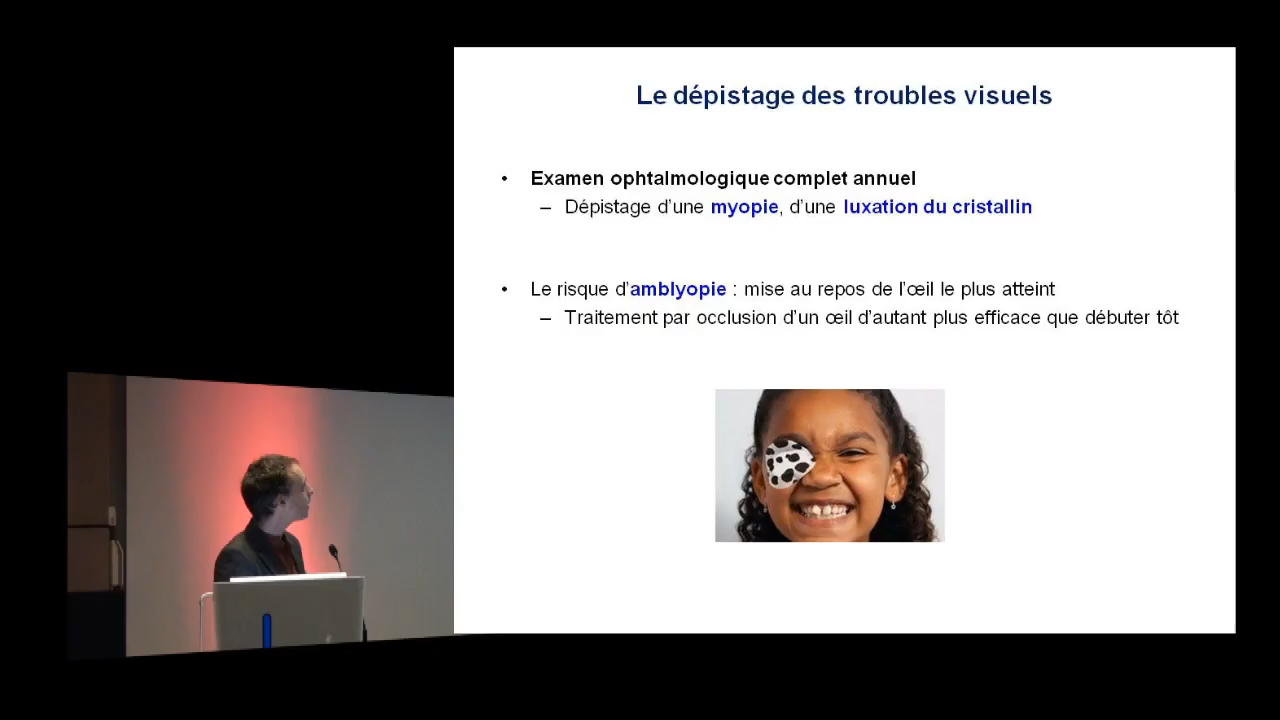 Le dépistage des troubles visuels
• Examen ophtalmologique complet annuel
– Dépistage d'une myopie, d'une luxation du cristallin
• Le risque d'amblyopie : mise au repos de l'œil le plus atteint
– Traitement par occlusion d'un œil d'autant plus efficace que débuter tôt